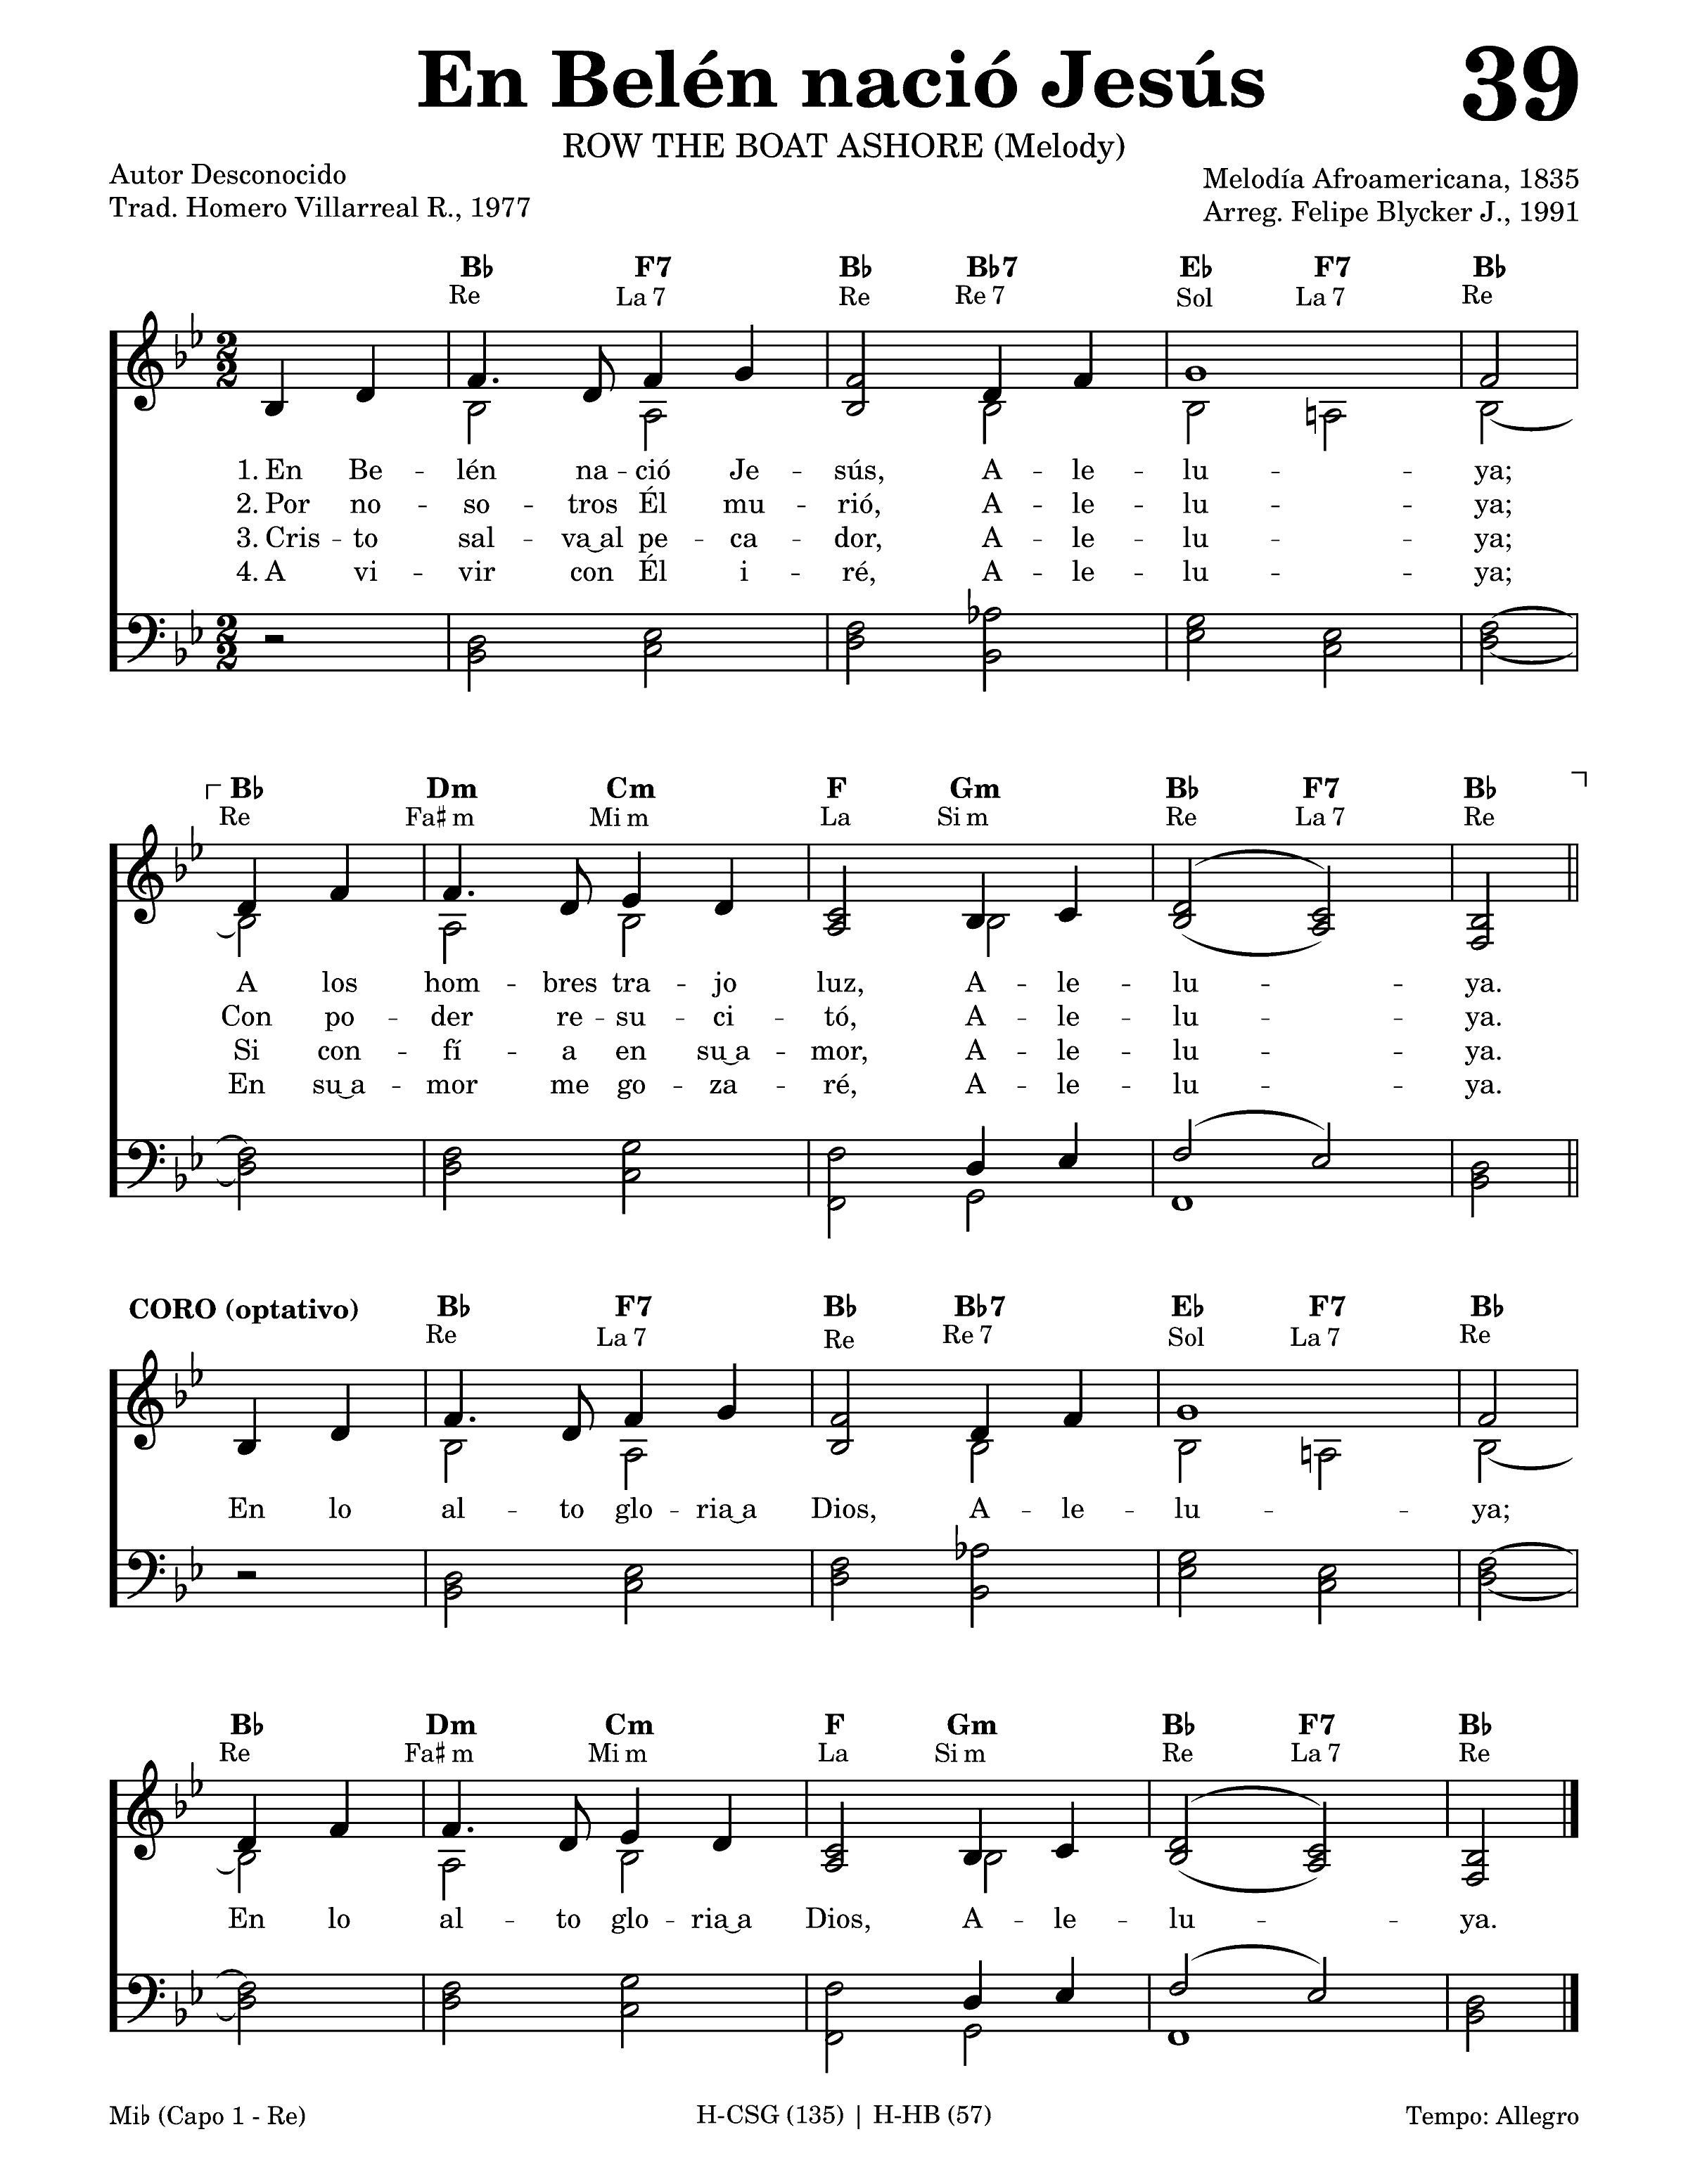 En Belén nació Jesús 39
ROW THE BOAT ASHORE (Melody)
Autor Desconocido
Trad. Homero Villarreal R., 1977
Melodía Afroamericana, 1835
Arreg. Felipe Blycker J., 1991
B♭ F7 B♭ B♭7 E♭ F7 B♭
Re La 7 Re Re 7 Sol La 7 Re
1. En Be - lén na - ció Je - sús, A - le - lu - ya;
2. Por no - so - tros Él mu - rió, A - le - lu - ya;
3. Cris - to sal - va‿al pe - ca - dor, A - le - lu - ya;
4. A vi - vir con Él i - ré, A - le - lu - ya;
B♭ Dm Cm F Gm B♭ F7 B♭
Re Fa♯ m Mi m La Si m Re La 7 Re
A los hom - bres tra - jo luz, A - le - lu - ya.
Con po - der re - su - ci - tó, A - le - lu - ya.
Si con - fí - a en su‿a - mor, A - le - lu - ya.
En su‿a - mor me go - za - ré, A - le - lu - ya.
CORO (optativo) B♭ F7 B♭ B♭7 E♭ F7 B♭
Re La 7 Re Re 7 Sol La 7 Re
En lo al - to glo - ria‿a Dios, A - le - lu - ya;
B♭ Dm Cm F Gm B♭ F7 B♭
Re Fa♯ m Mi m La Si m Re La 7 Re
En lo al - to glo - ria‿a Dios, A - le - lu - ya.
Mi♭ (Capo 1 - Re) H-CSG (135) | H-HB (57) Tempo: Allegro